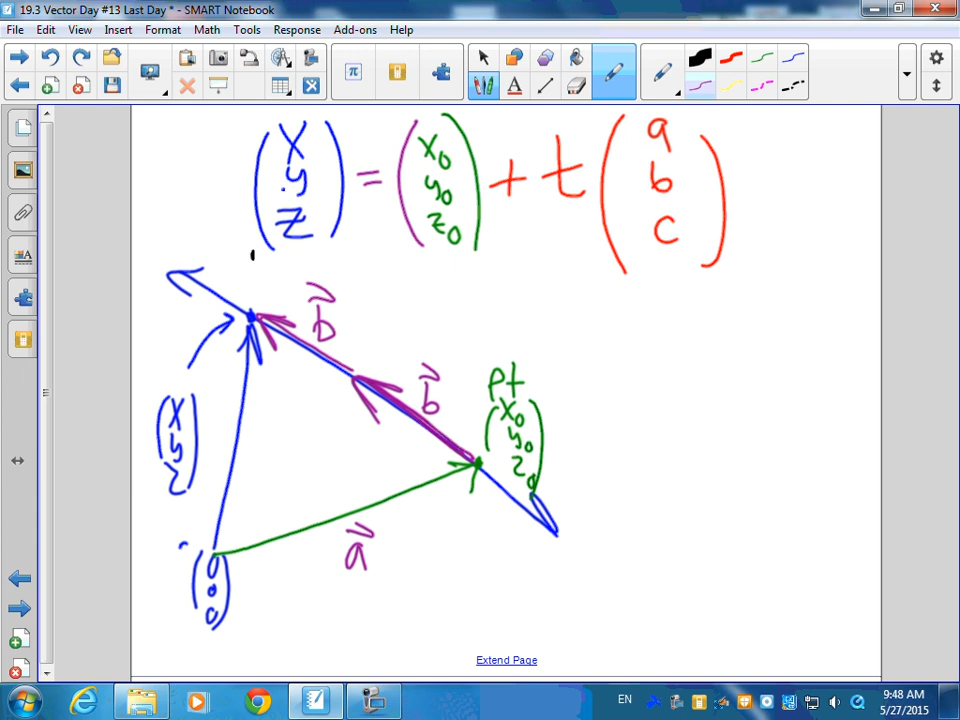 19.3 Vector Day #13 Last Day * - SMART Notebook
File Edit View Insert Format Math Tools Response Add-ons Help
π
A
(x y z) = (x₀ y₀ z₀) + t (a b c)
b⃗
b⃗
pt
(x₀ y₀ z₀)
(x y z)
a⃗
(0 0 0)
Extend Page
EN
9:48 AM
5/27/2015